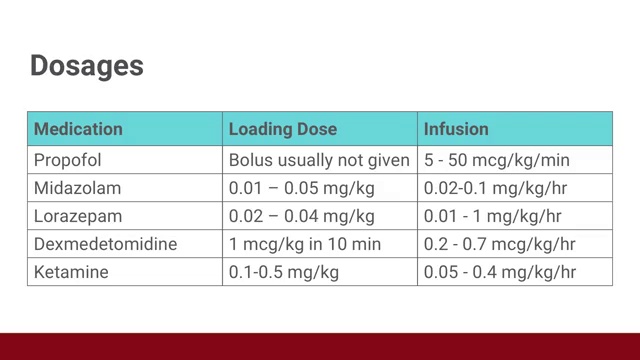 Dosages
Medication Loading Dose Infusion
Propofol Bolus usually not given 5 - 50 mcg/kg/min
Midazolam 0.01 – 0.05 mg/kg 0.02-0.1 mg/kg/hr
Lorazepam 0.02 – 0.04 mg/kg 0.01 - 1 mg/kg/hr
Dexmedetomidine 1 mcg/kg in 10 min 0.2 - 0.7 mcg/kg/hr
Ketamine 0.1-0.5 mg/kg 0.05 - 0.4 mg/kg/hr